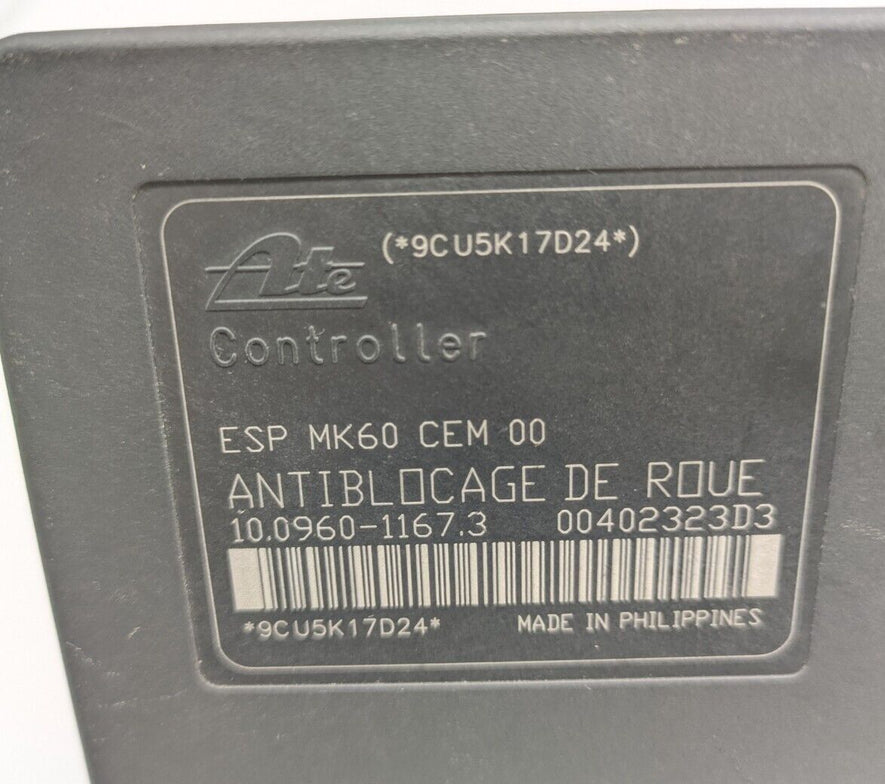 Ate (*9CU5K17D24*)
Controller
ESP MK60 CEM 00
ANTIBLOCAGE DE ROUE
10.0960-1167.3 00402323D3
*9CU5K17D24* MADE IN PHILIPPINES